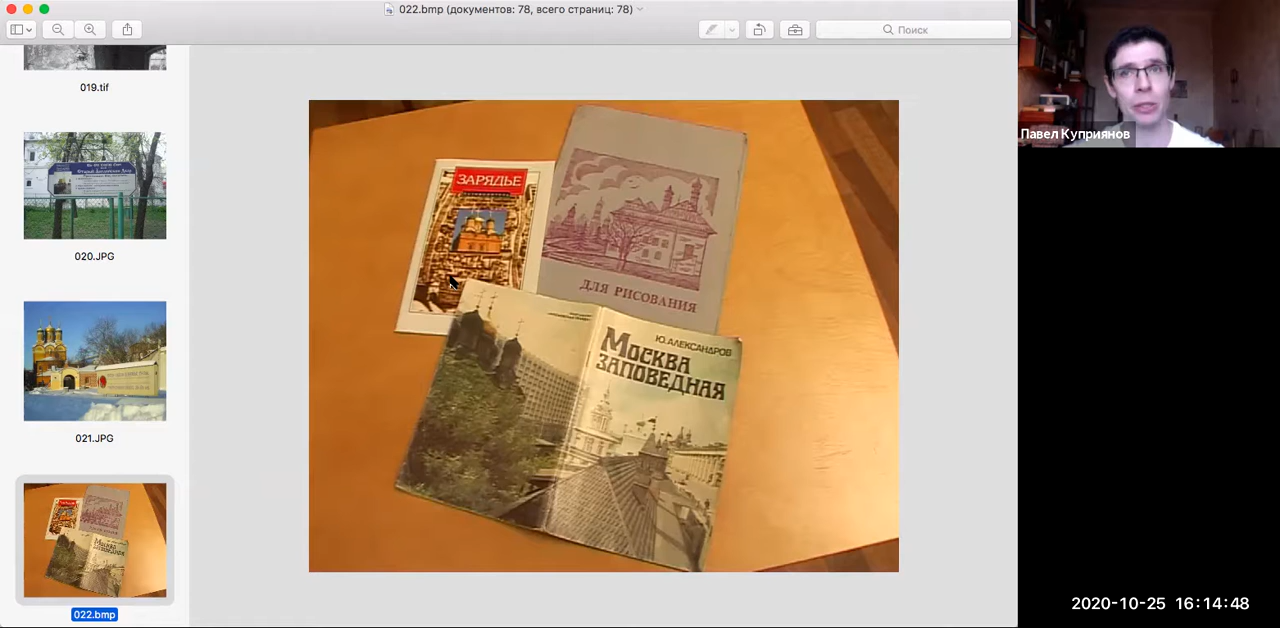 022.bmp (документов: 78, всего страниц: 78)
Поиск
019.tif
020.JPG
021.JPG
022.bmp
ЗАРЯДЬЕ
ДЛЯ РИСОВАНИЯ
Ю. АЛЕКСАНДРОВ
МОСКВА
ЗАПОВЕДНАЯ
Павел Куприянов
2020-10-25 16:14:48